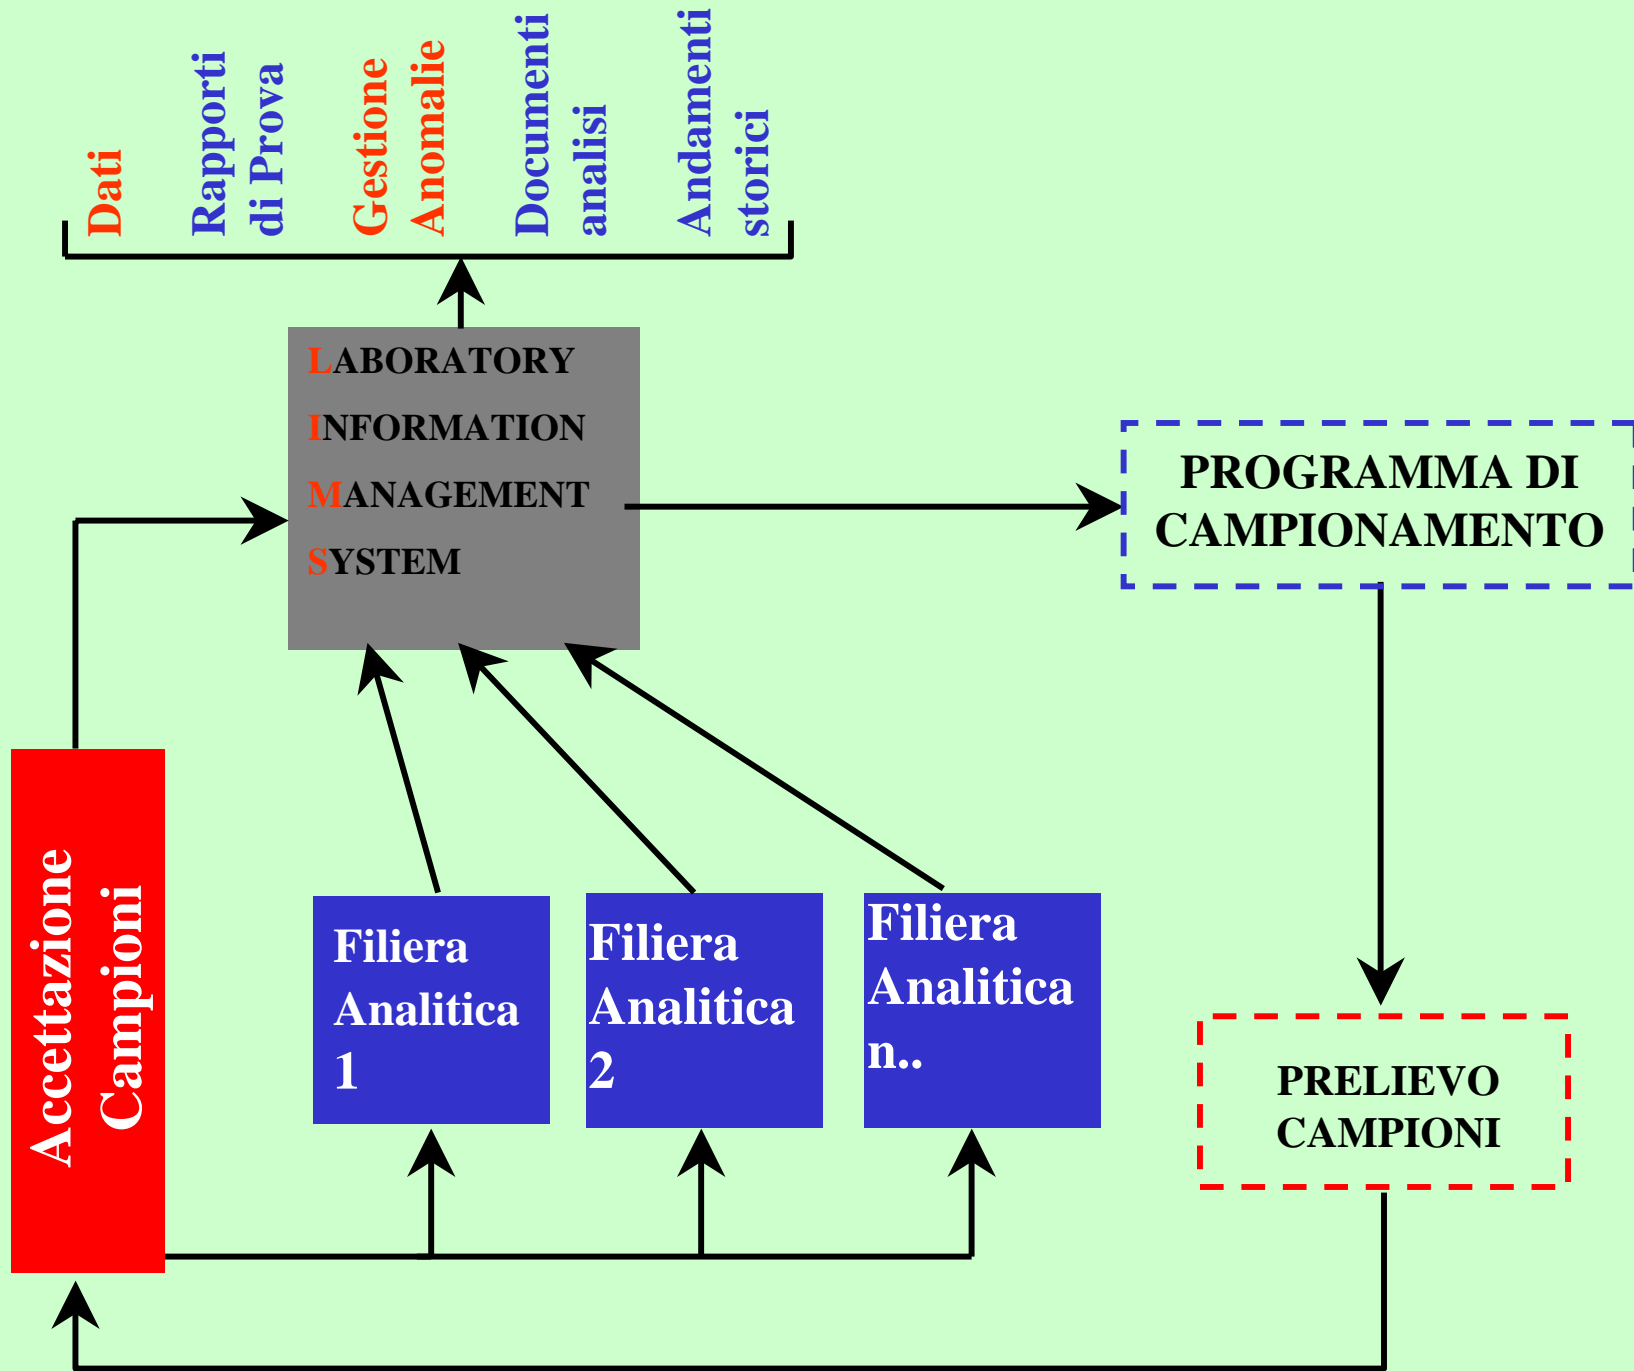 Dati
Rapporti
di Prova
Gestione
Anomalie
Documenti
analisi
Andamenti
storici
LABORATORY
INFORMATION
MANAGEMENT
SYSTEM
PROGRAMMA DI
CAMPIONAMENTO
Accettazione
Campioni
Filiera
Analitica
1
Filiera
Analitica
2
Filiera
Analitica
n..
PRELIEVO
CAMPIONI